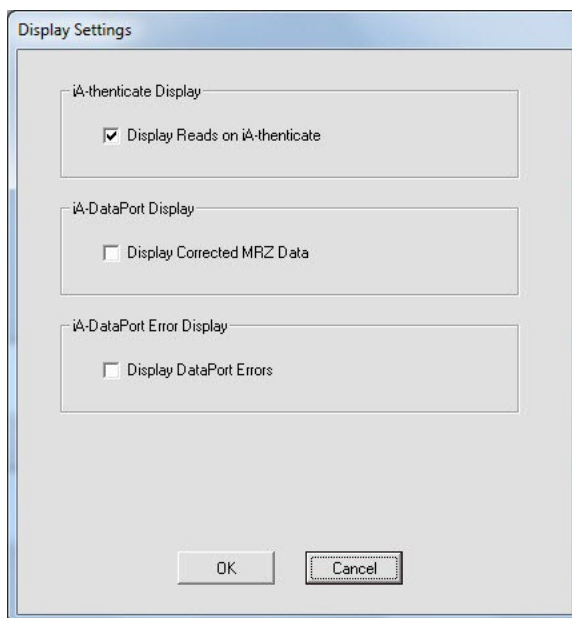 Display Settings
iA-thenticate Display
Display Reads on iA-thenticate
iA-DataPort Display
Display Corrected MRZ Data
iA-DataPort Error Display
Display DataPort Errors
OK Cancel